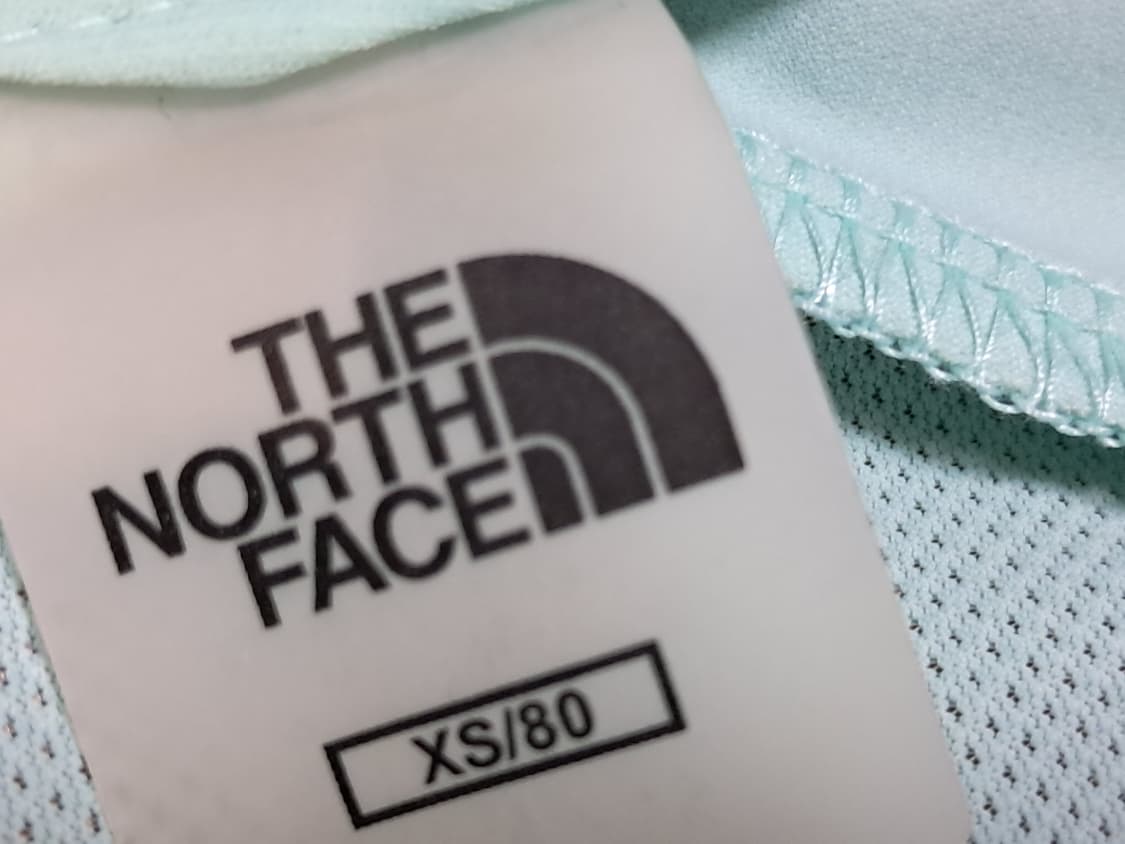 THE
NORTH
FACE
XS/80